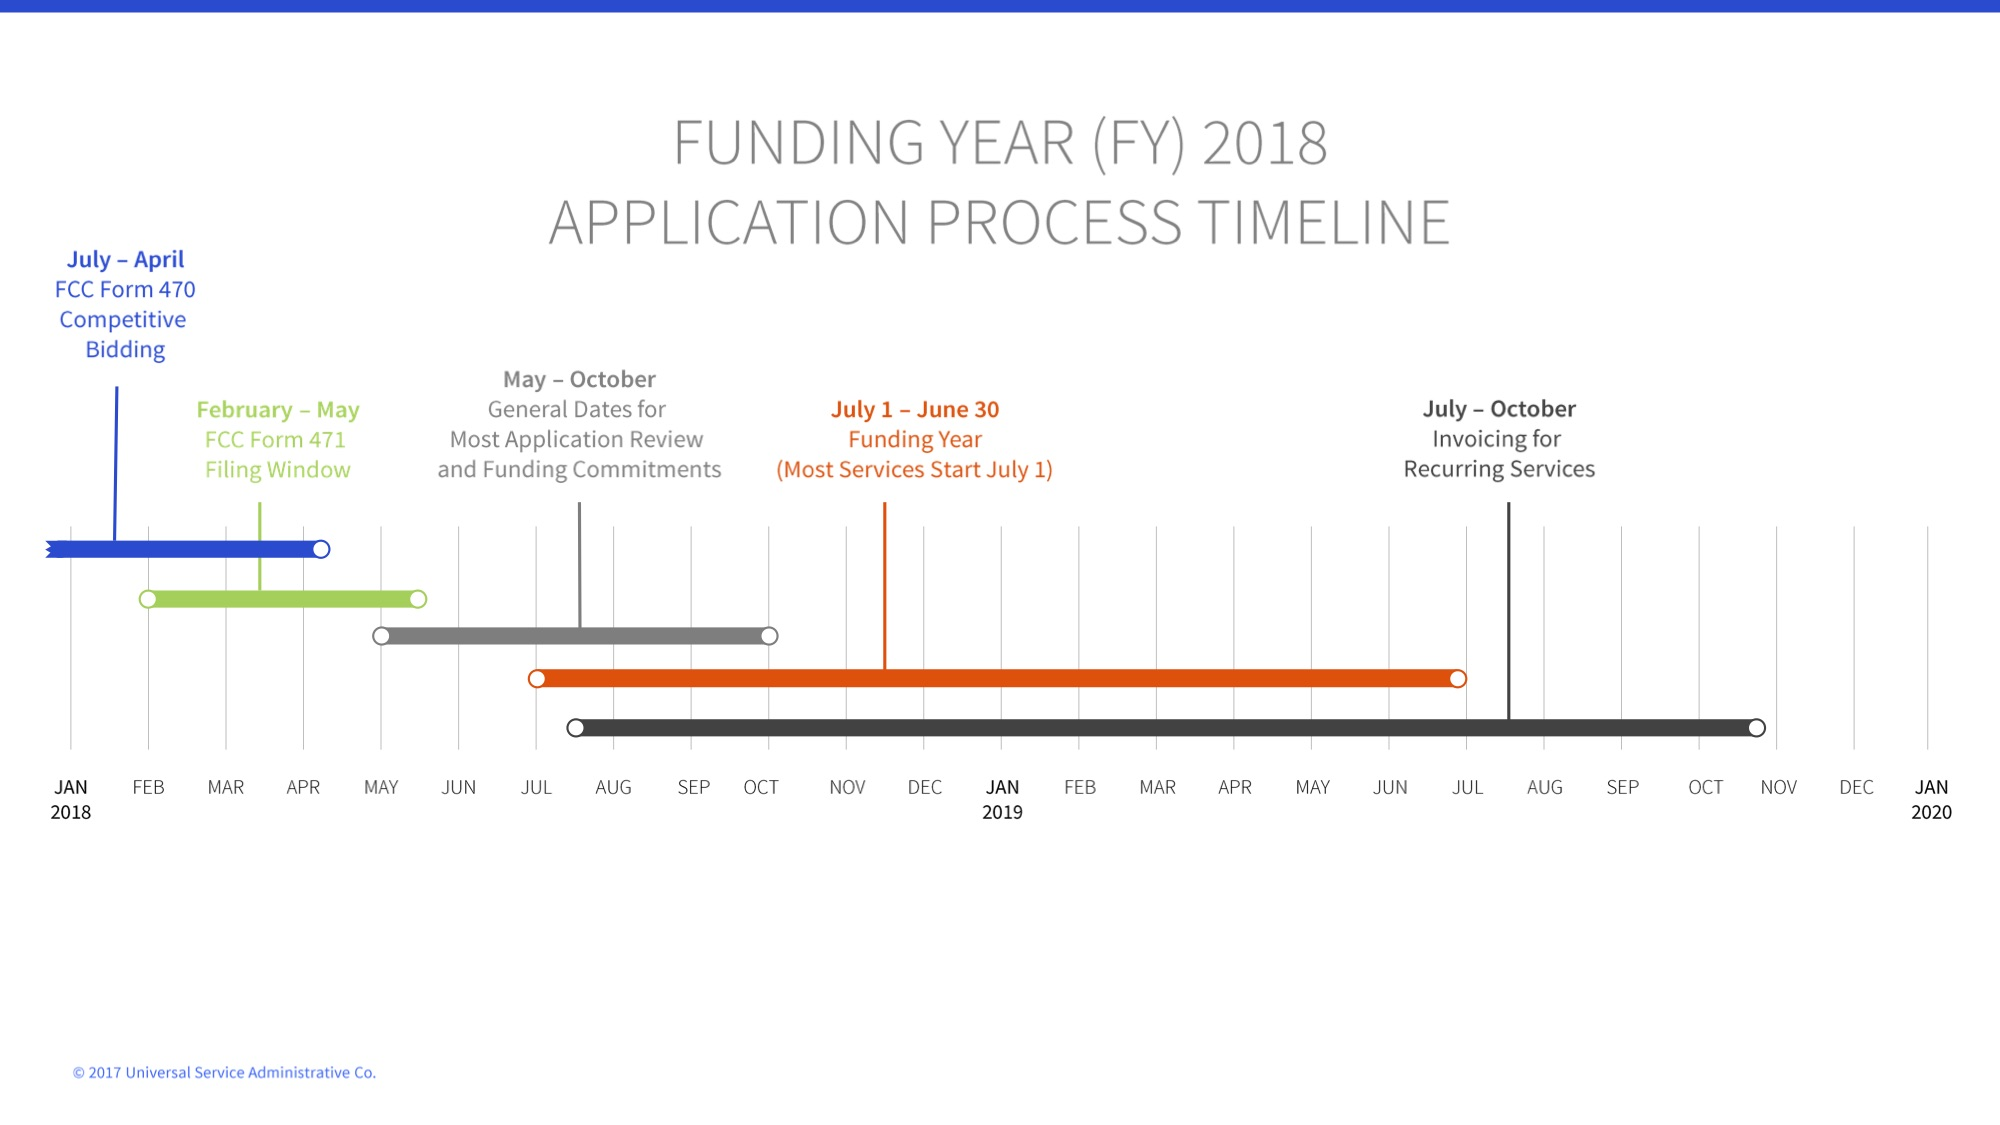 FUNDING YEAR (FY) 2018
APPLICATION PROCESS TIMELINE
July – April
FCC Form 470
Competitive
Bidding
February – May
FCC Form 471
Filing Window
May – October
General Dates for
Most Application Review
and Funding Commitments
July 1 – June 30
Funding Year
(Most Services Start July 1)
July – October
Invoicing for
Recurring Services
JAN FEB MAR APR MAY JUN JUL AUG SEP OCT NOV DEC JAN FEB MAR APR MAY JUN JUL AUG SEP OCT NOV DEC JAN
2018 2019 2020
© 2017 Universal Service Administrative Co.